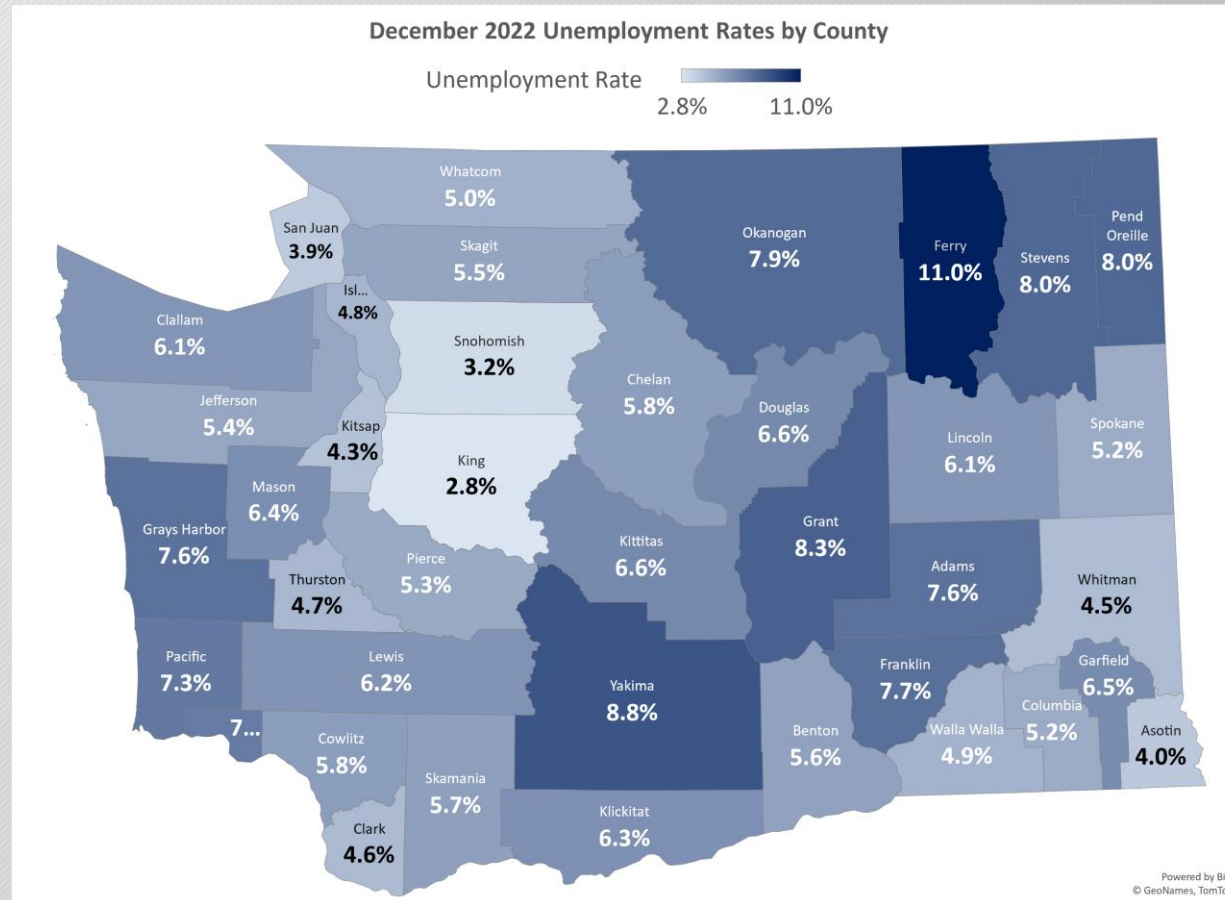 December 2022 Unemployment Rates by County
Unemployment Rate
2.8% 11.0%
Whatcom
5.0%
San Juan
3.9%
Skagit
5.5%
Isl...
4.8%
Okanogan
7.9%
Ferry
11.0%
Stevens
8.0%
Pend
Oreille
8.0%
Clallam
6.1%
Snohomish
3.2%
Chelan
5.8%
Douglas
6.6%
Jefferson
5.4%
Kitsap
4.3%
King
2.8%
Lincoln
6.1%
Spokane
5.2%
Mason
6.4%
Grays Harbor
7.6%
Kittitas
6.6%
Grant
8.3%
Pierce
5.3%
Thurston
4.7%
Adams
7.6%
Whitman
4.5%
Pacific
7.3%
Lewis
6.2%
Yakima
8.8%
Franklin
7.7%
Garfield
6.5%
7...
Cowlitz
5.8%
Skamania
5.7%
Benton
5.6%
Walla Walla
4.9%
Columbia
5.2%
Asotin
4.0%
Clark
4.6%
Klickitat
6.3%
Powered by Bi
© GeoNames, TomTo